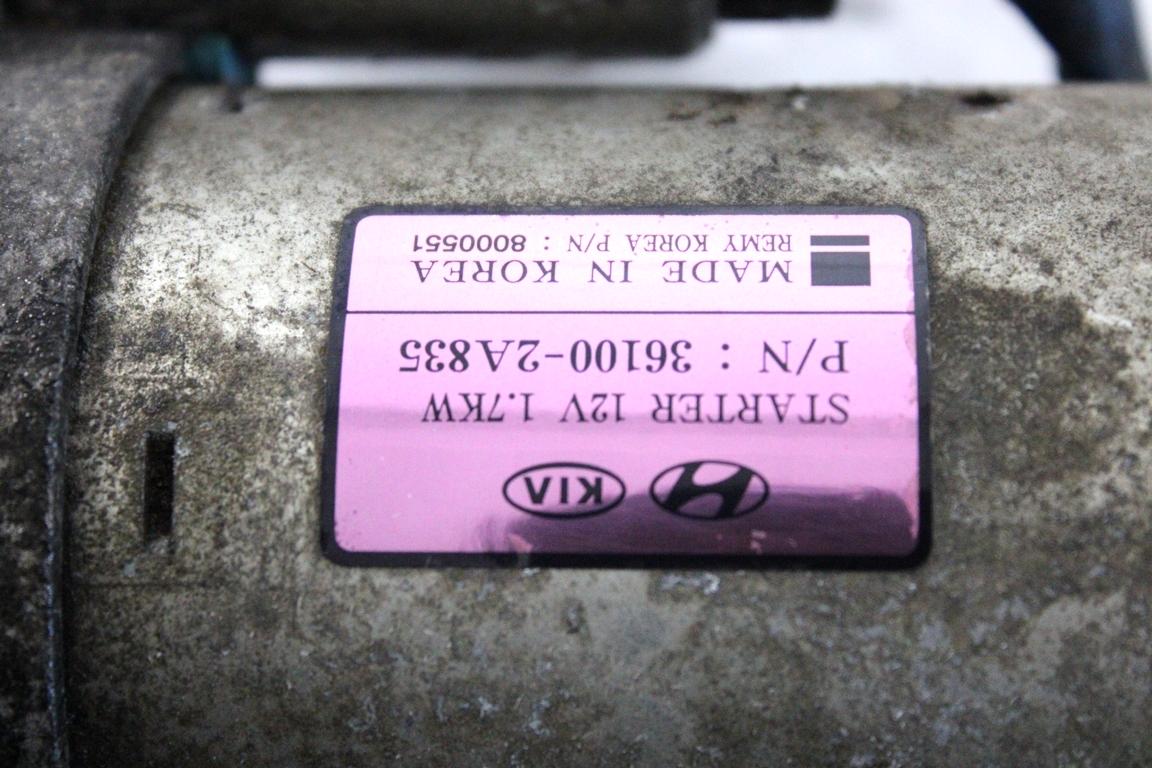 KIA
STARTER 12V 1.7KW
P/N : 36100-2A835
MADE IN KOREA
REMY KOREA P/N : 8000551